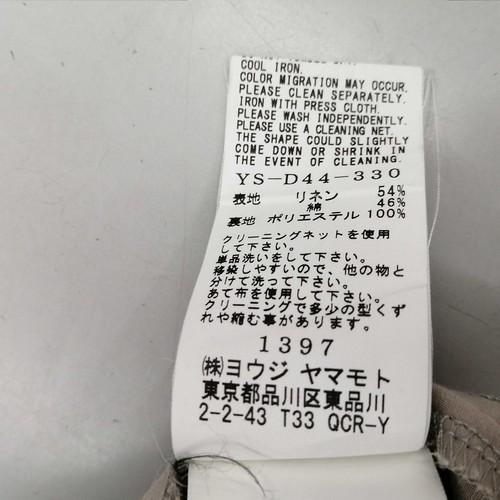 COOL IRON.
COLOR MIGRATION MAY OCCUR,
PLEASE CLEAN SEPARATELY.
IRON WITH PRESS CLOTH.
PLEASE WASH INDEPENDENTLY.
PLEASE USE A CLEANING NET.
THE SHAPE COULD SLIGHTLY
COME DOWN OR SHRINK IN
THE EVENT OF CLEANING.
YS-D44-330
表地 リネン 54%
綿 46%
裏地 ポリエステル 100%
クリーニングネットを使用
して下さい。
単品洗いをして下さい。
移染しやすいので、他の物と
分けて洗って下さい。
あて布を使用して下さい。
クリーニングで多少の型くず
れや縮む事があります。
1397
㈱ヨウジ ヤマモト
東京都品川区東品川
2-2-43 T33 QCR-Y